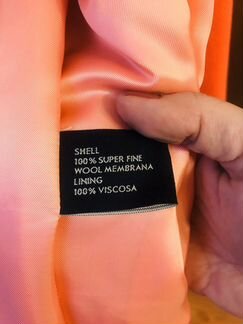 SHELL
100% SUPER FINE
WOOL MEMBRANA
LINING
100% VISCOSA